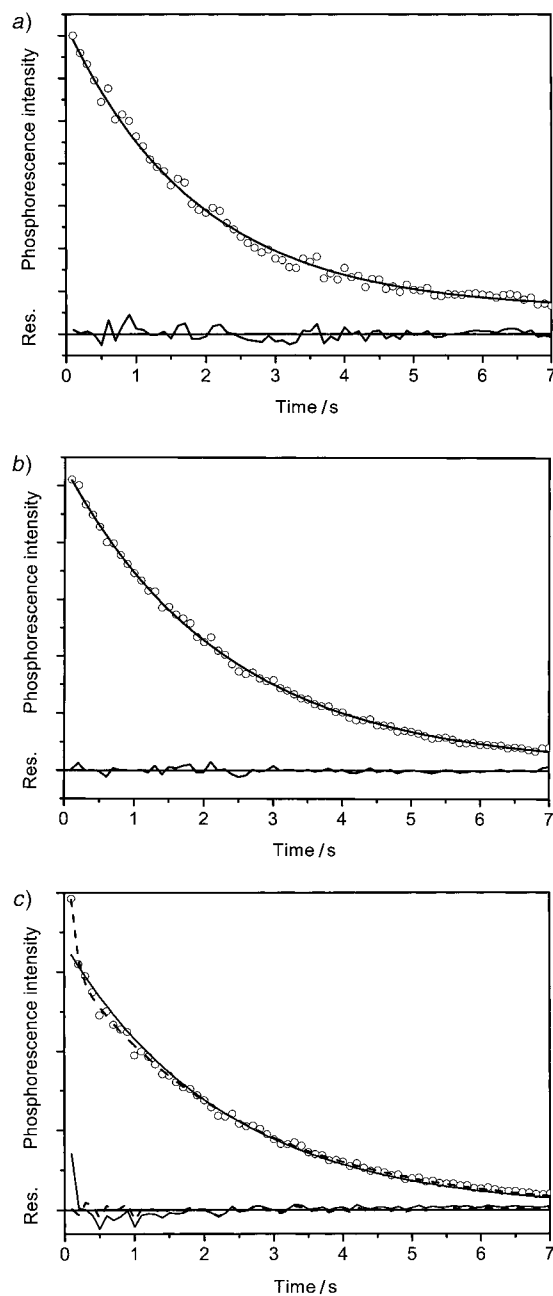 a)
Phosphorescence intensity
Res.
0 1 2 3 4 5 6 7
Time / s
b)
Phosphorescence intensity
Res.
0 1 2 3 4 5 6 7
Time / s
c)
Phosphorescence intensity
Res.
0 1 2 3 4 5 6 7
Time / s